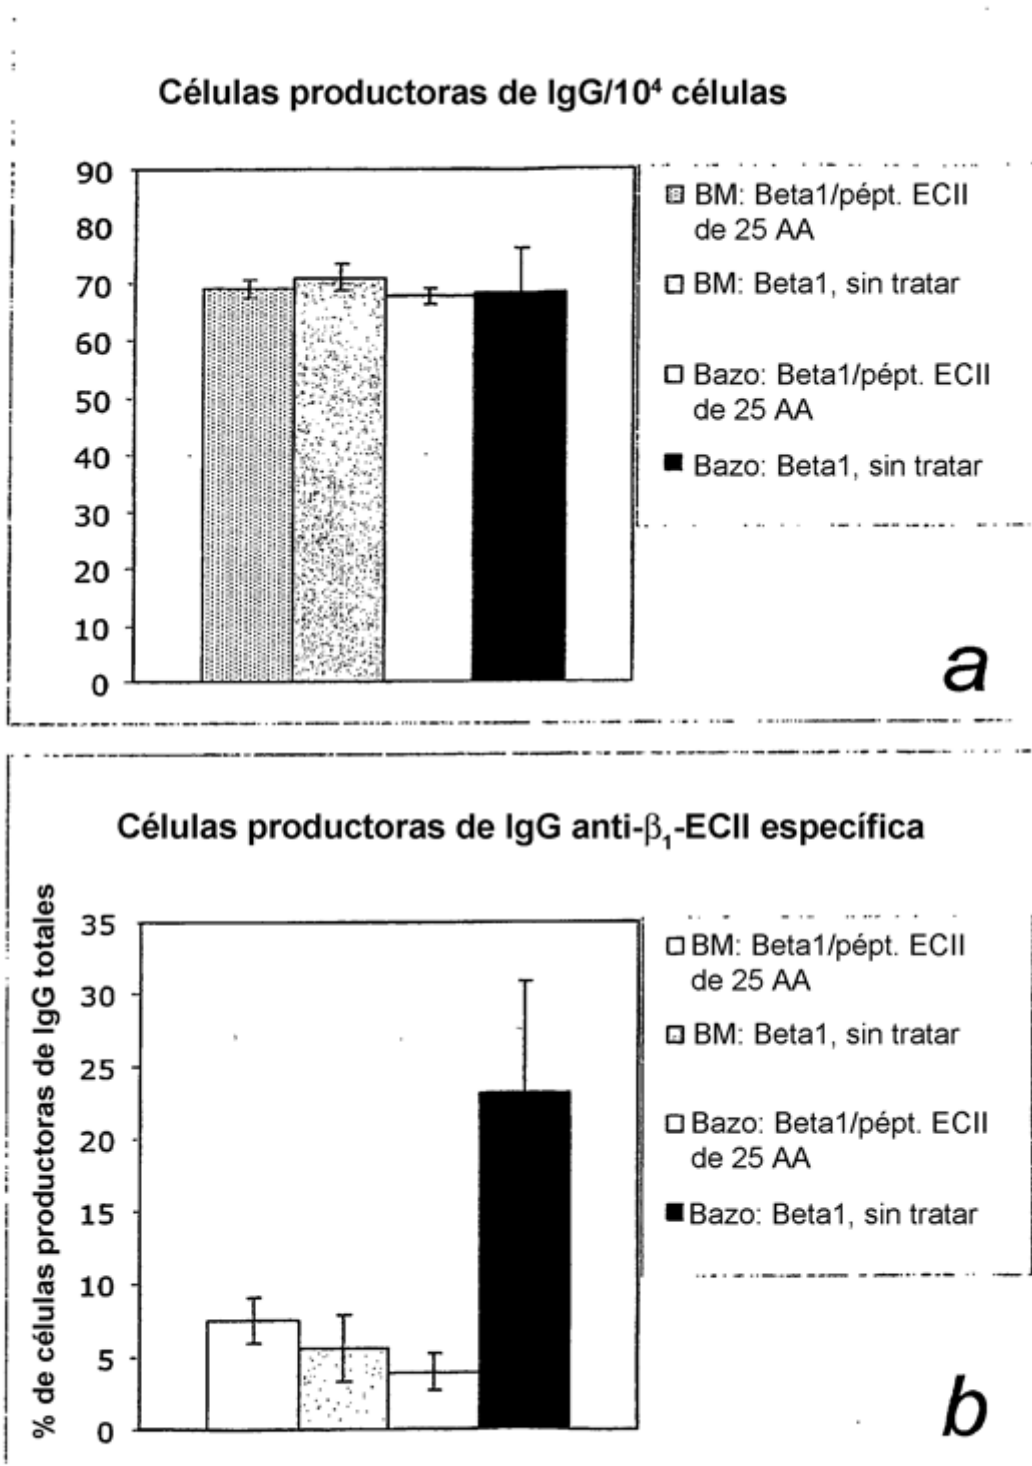 Células productoras de IgG/10⁴ células
90
80
70
60
50
40
30
20
10
0
BM: Beta1/pépt. ECII
de 25 AA
BM: Beta1, sin tratar
Bazo: Beta1/pépt. ECII
de 25 AA
Bazo: Beta1, sin tratar
a
Células productoras de IgG anti-β₁-ECII específica
% de células productoras de IgG totales
35
30
25
20
15
10
5
0
BM: Beta1/pépt. ECII
de 25 AA
BM: Beta1, sin tratar
Bazo: Beta1/pépt. ECII
de 25 AA
Bazo: Beta1, sin tratar
b